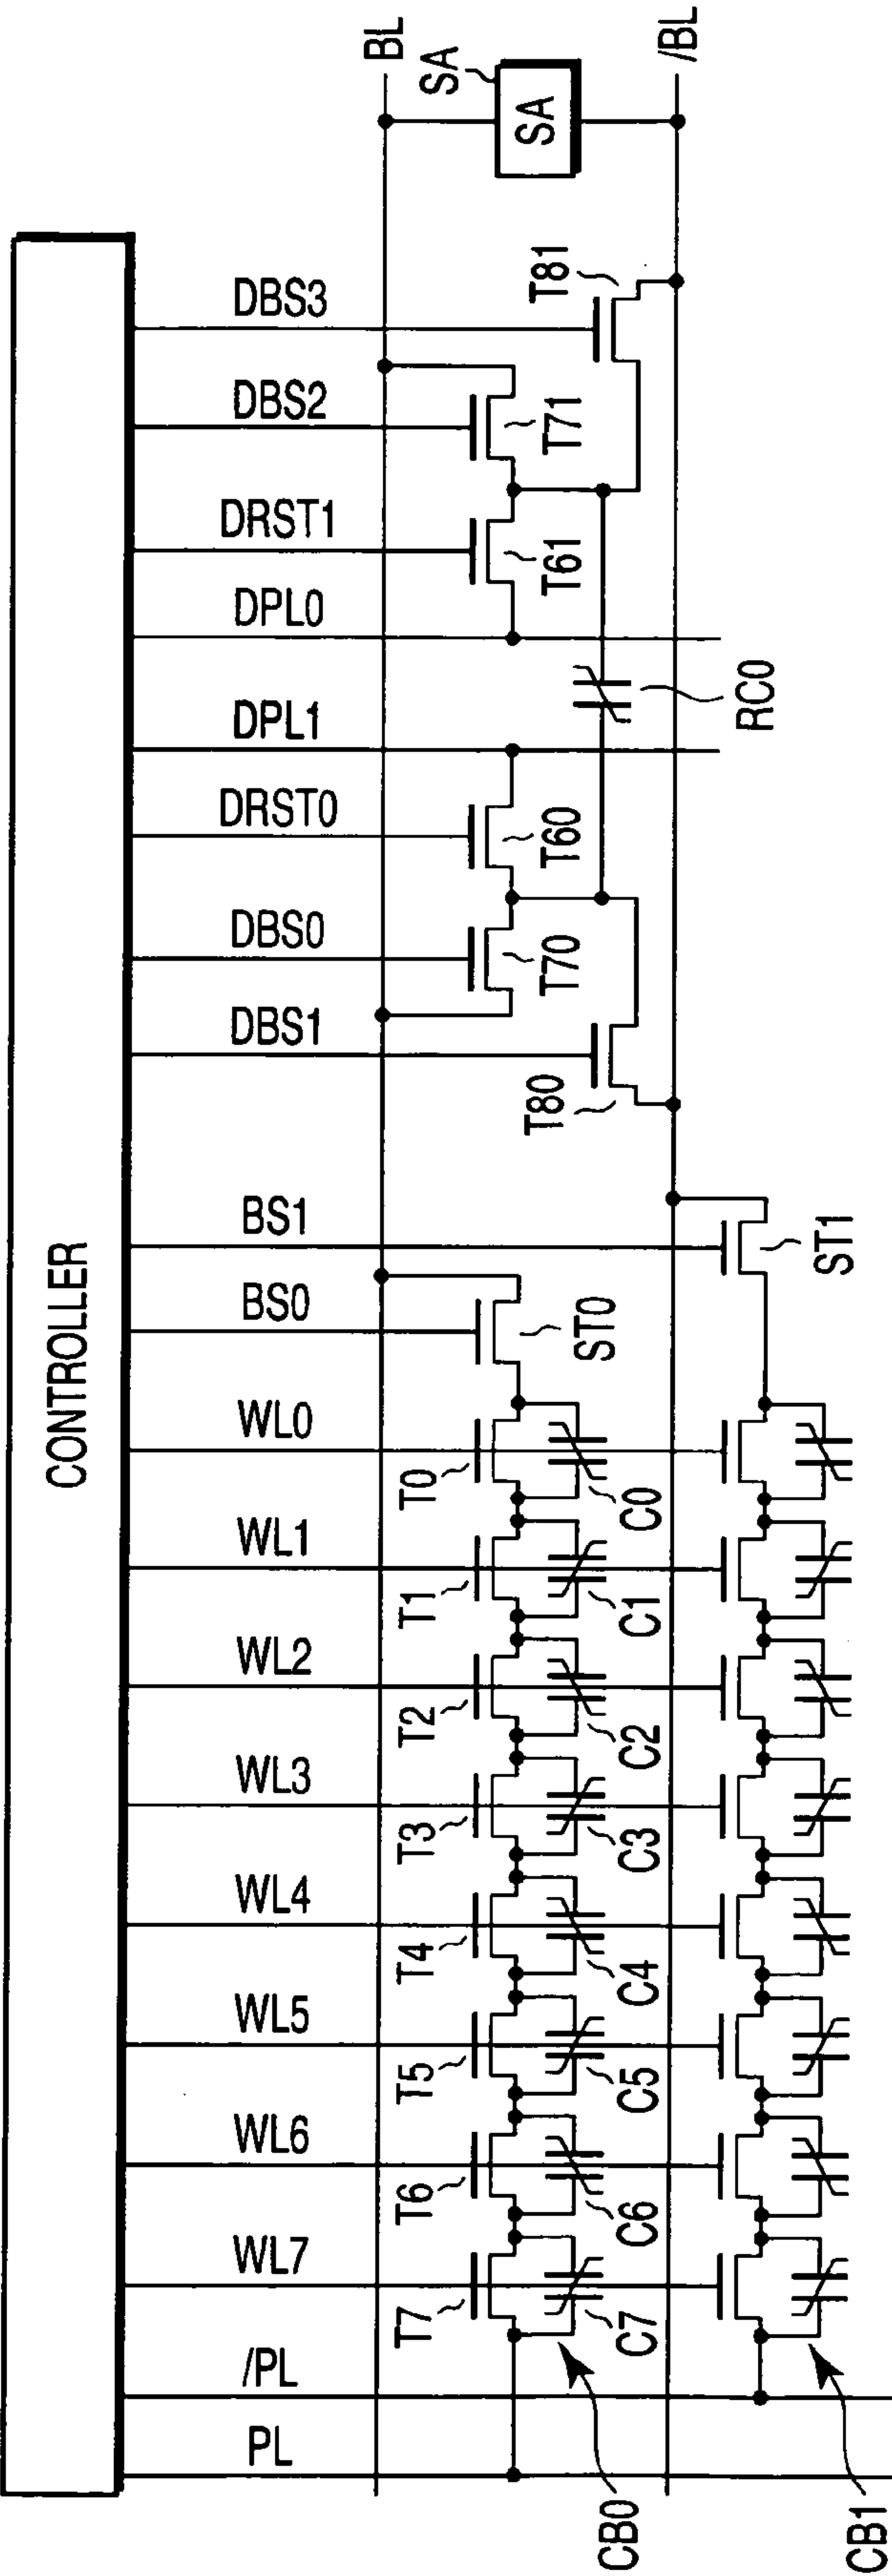 CONTROLLER
PL
/PL
WL7
WL6
WL5
WL4
WL3
WL2
WL1
WL0
BS0
BS1
DBS1
DBS0
DRST0
DPL1
DPL0
DRST1
DBS2
DBS3
BL
SA
SA
/BL
T7
T6
T5
T4
T3
T2
T1
T0
ST0
T70
T60
T61
T71
C7
C6
C5
C4
C3
C2
C1
C0
T80
T81
RC0
ST1
CB0
CB1